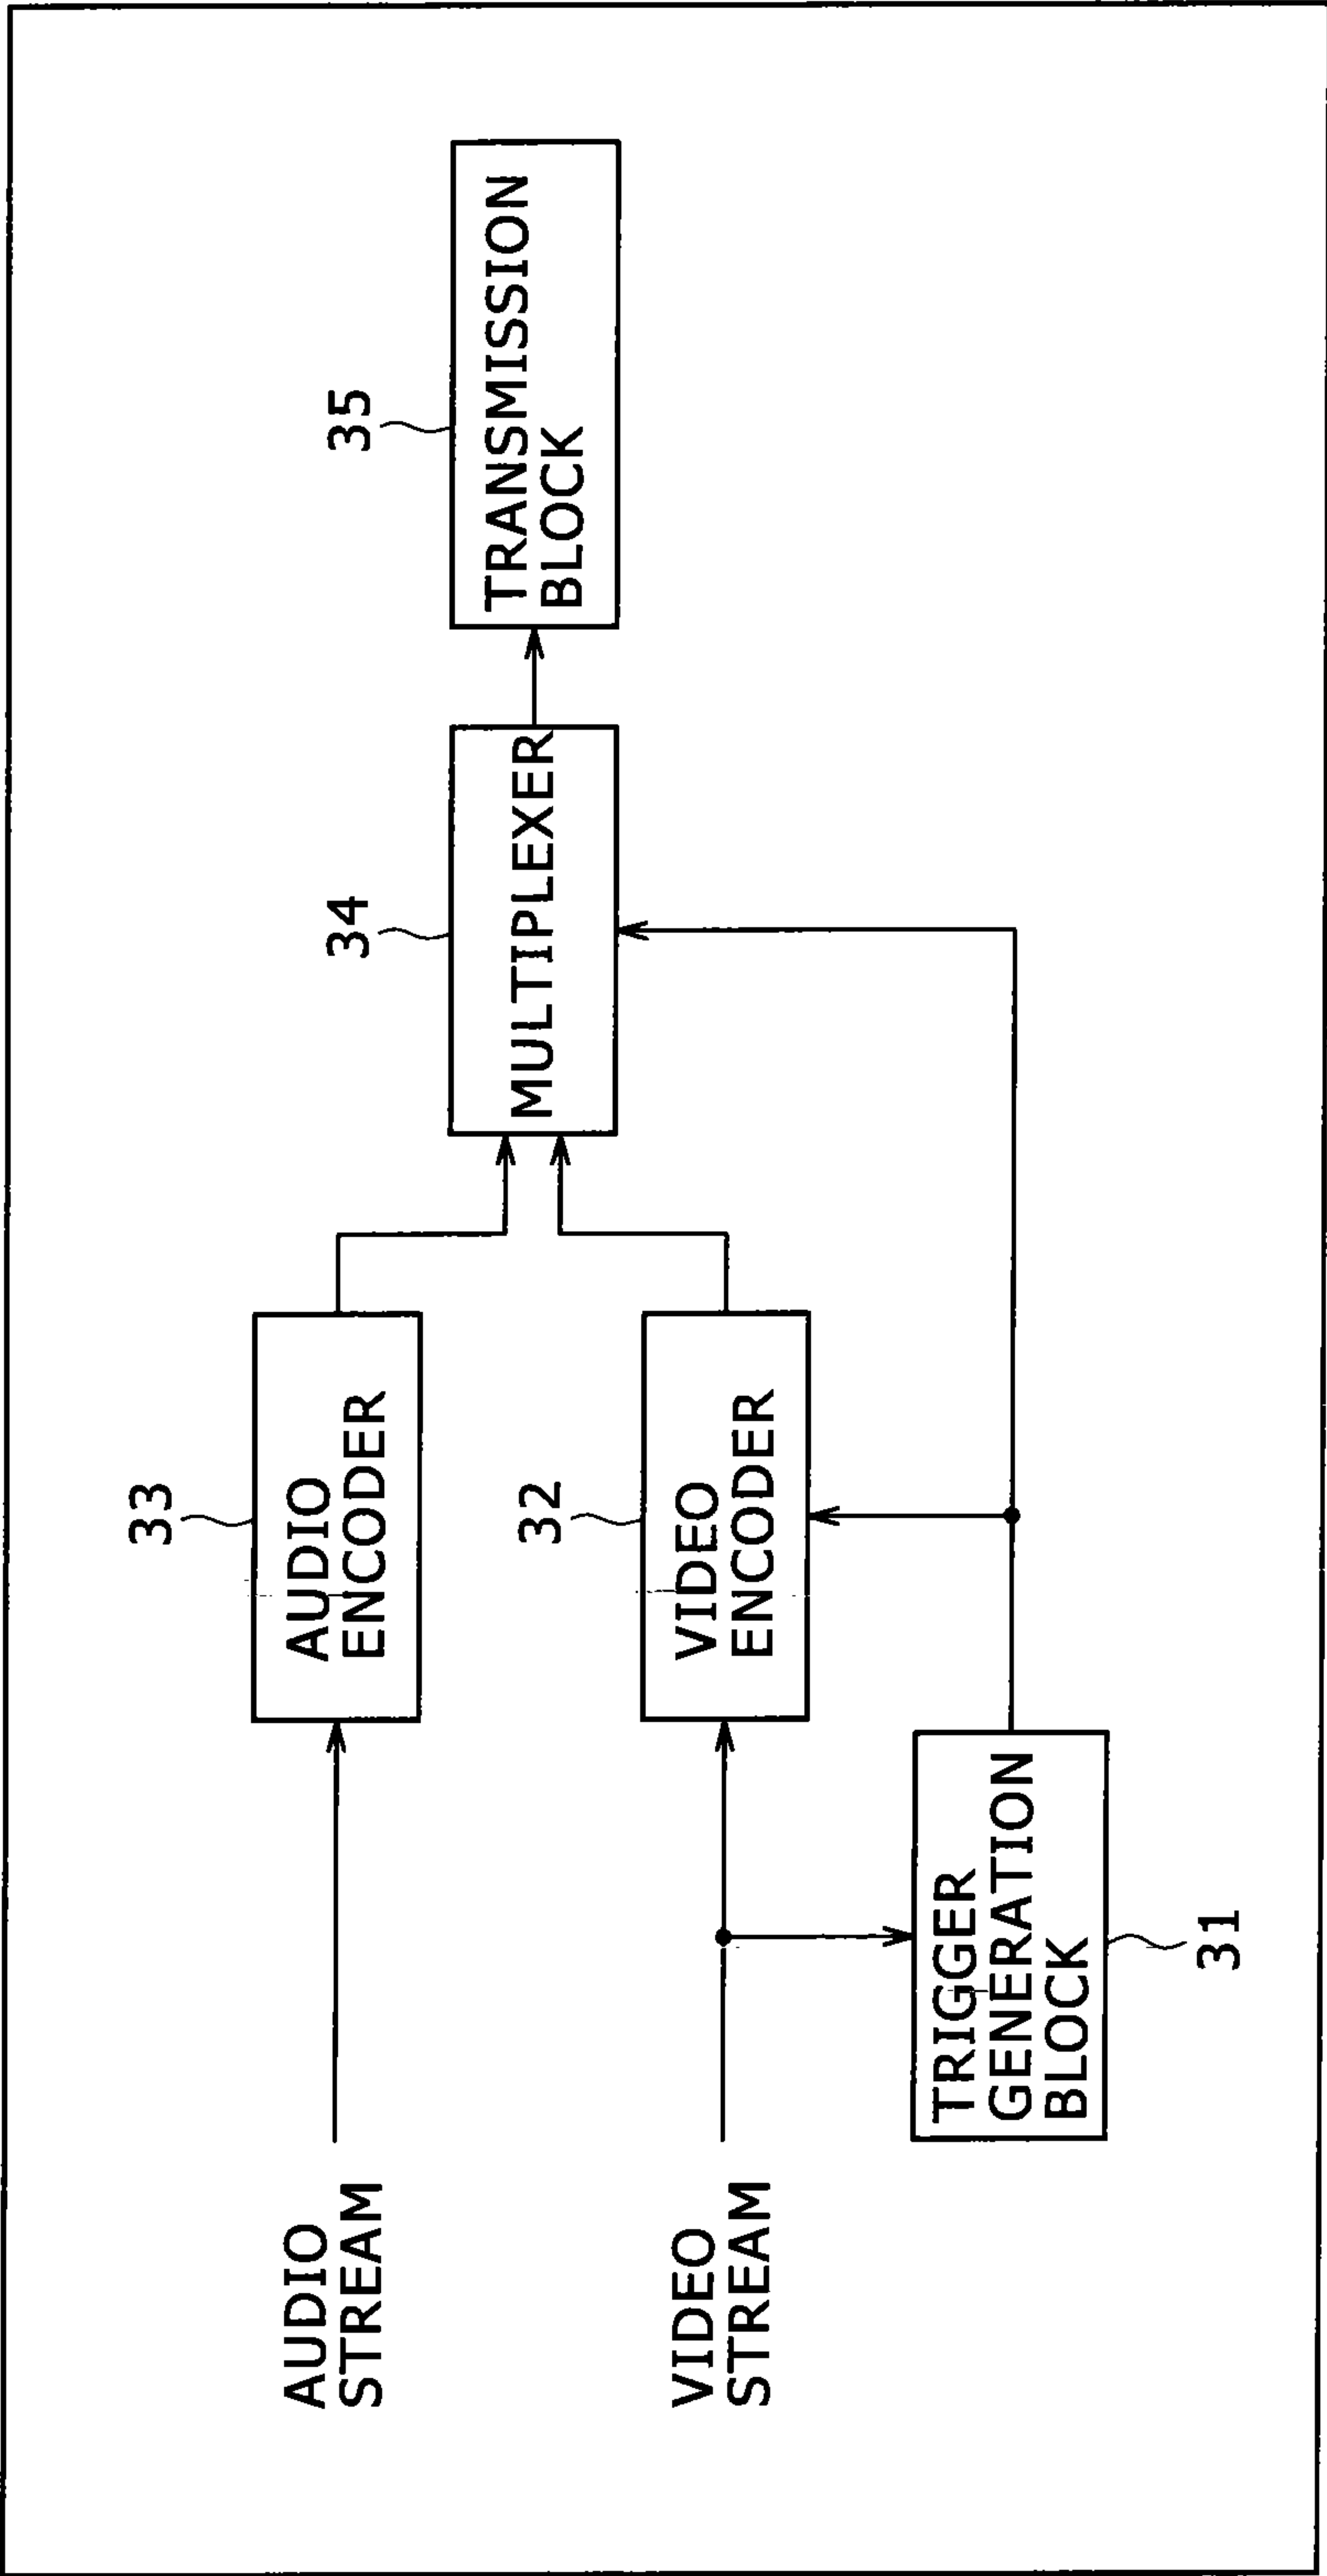 33
AUDIO
STREAM
AUDIO
ENCODER
34
35
MULTIPLEXER
TRANSMISSION
BLOCK
32
VIDEO
STREAM
VIDEO
ENCODER
TRIGGER
GENERATION
BLOCK
31